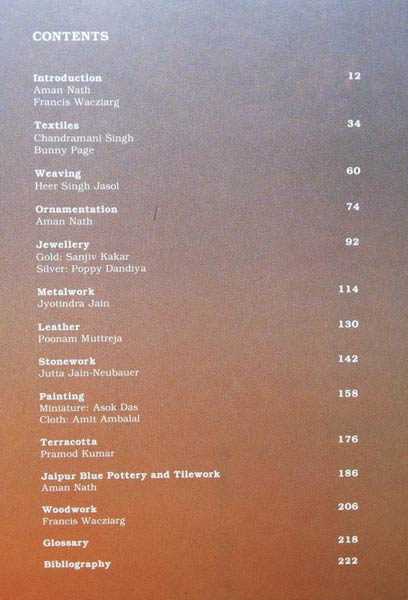 CONTENTS
Introduction 12
Aman Nath
Francis Wacziarg
Textiles 34
Chandramani Singh
Bunny Page
Weaving 60
Heer Singh Jasol
Ornamentation 74
Aman Nath
Jewellery 92
Gold: Sanjiv Kakar
Silver: Poppy Dandiya
Metalwork 114
Jyotindra Jain
Leather 130
Poonam Muttreja
Stonework 142
Jutta Jain-Neubauer
Painting 158
Miniature: Asok Das
Cloth: Amit Ambalal
Terracotta 176
Pramod Kumar
Jaipur Blue Pottery and Tilework 186
Aman Nath
Woodwork 206
Francis Wacziarg
Glossary 218
Bibliography 222